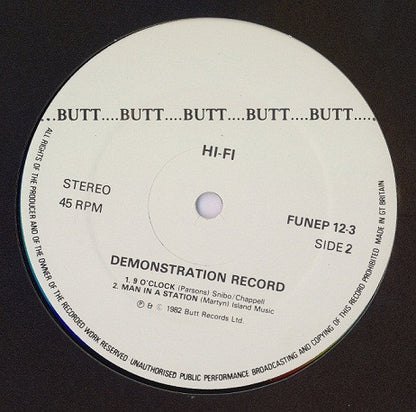 ...BUTT....BUTT....BUTT....BUTT....BUTT....
HI-FI
STEREO
45 RPM
FUNEP 12-3
SIDE 2
DEMONSTRATION RECORD
1. 9 O'CLOCK (Parsons) Snibo/Chappell
2. MAN IN A STATION (Martyn) Island Music
℗ & © 1982 Butt Records Ltd.
ALL RIGHTS OF THE PRODUCER AND OF THE OWNER OF THE RECORDED WORK RESERVED UNAUTHORISED PUBLIC PERFORMANCE BROADCASTING AND COPYING OF THIS RECORD PROHIBITED MADE IN GT BRITAIN